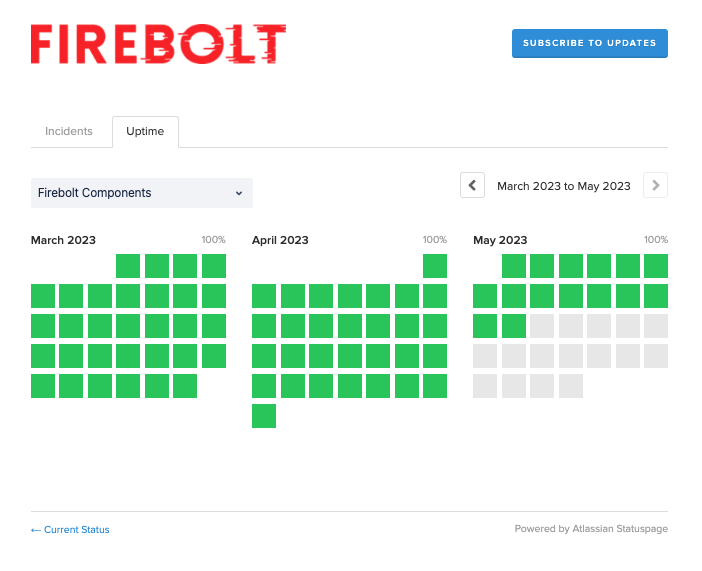 FIREBOLT
SUBSCRIBE TO UPDATES
Incidents
Uptime
Firebolt Components
March 2023 to May 2023
March 2023 100%
April 2023 100%
May 2023 100%
← Current Status
Powered by Atlassian Statuspage